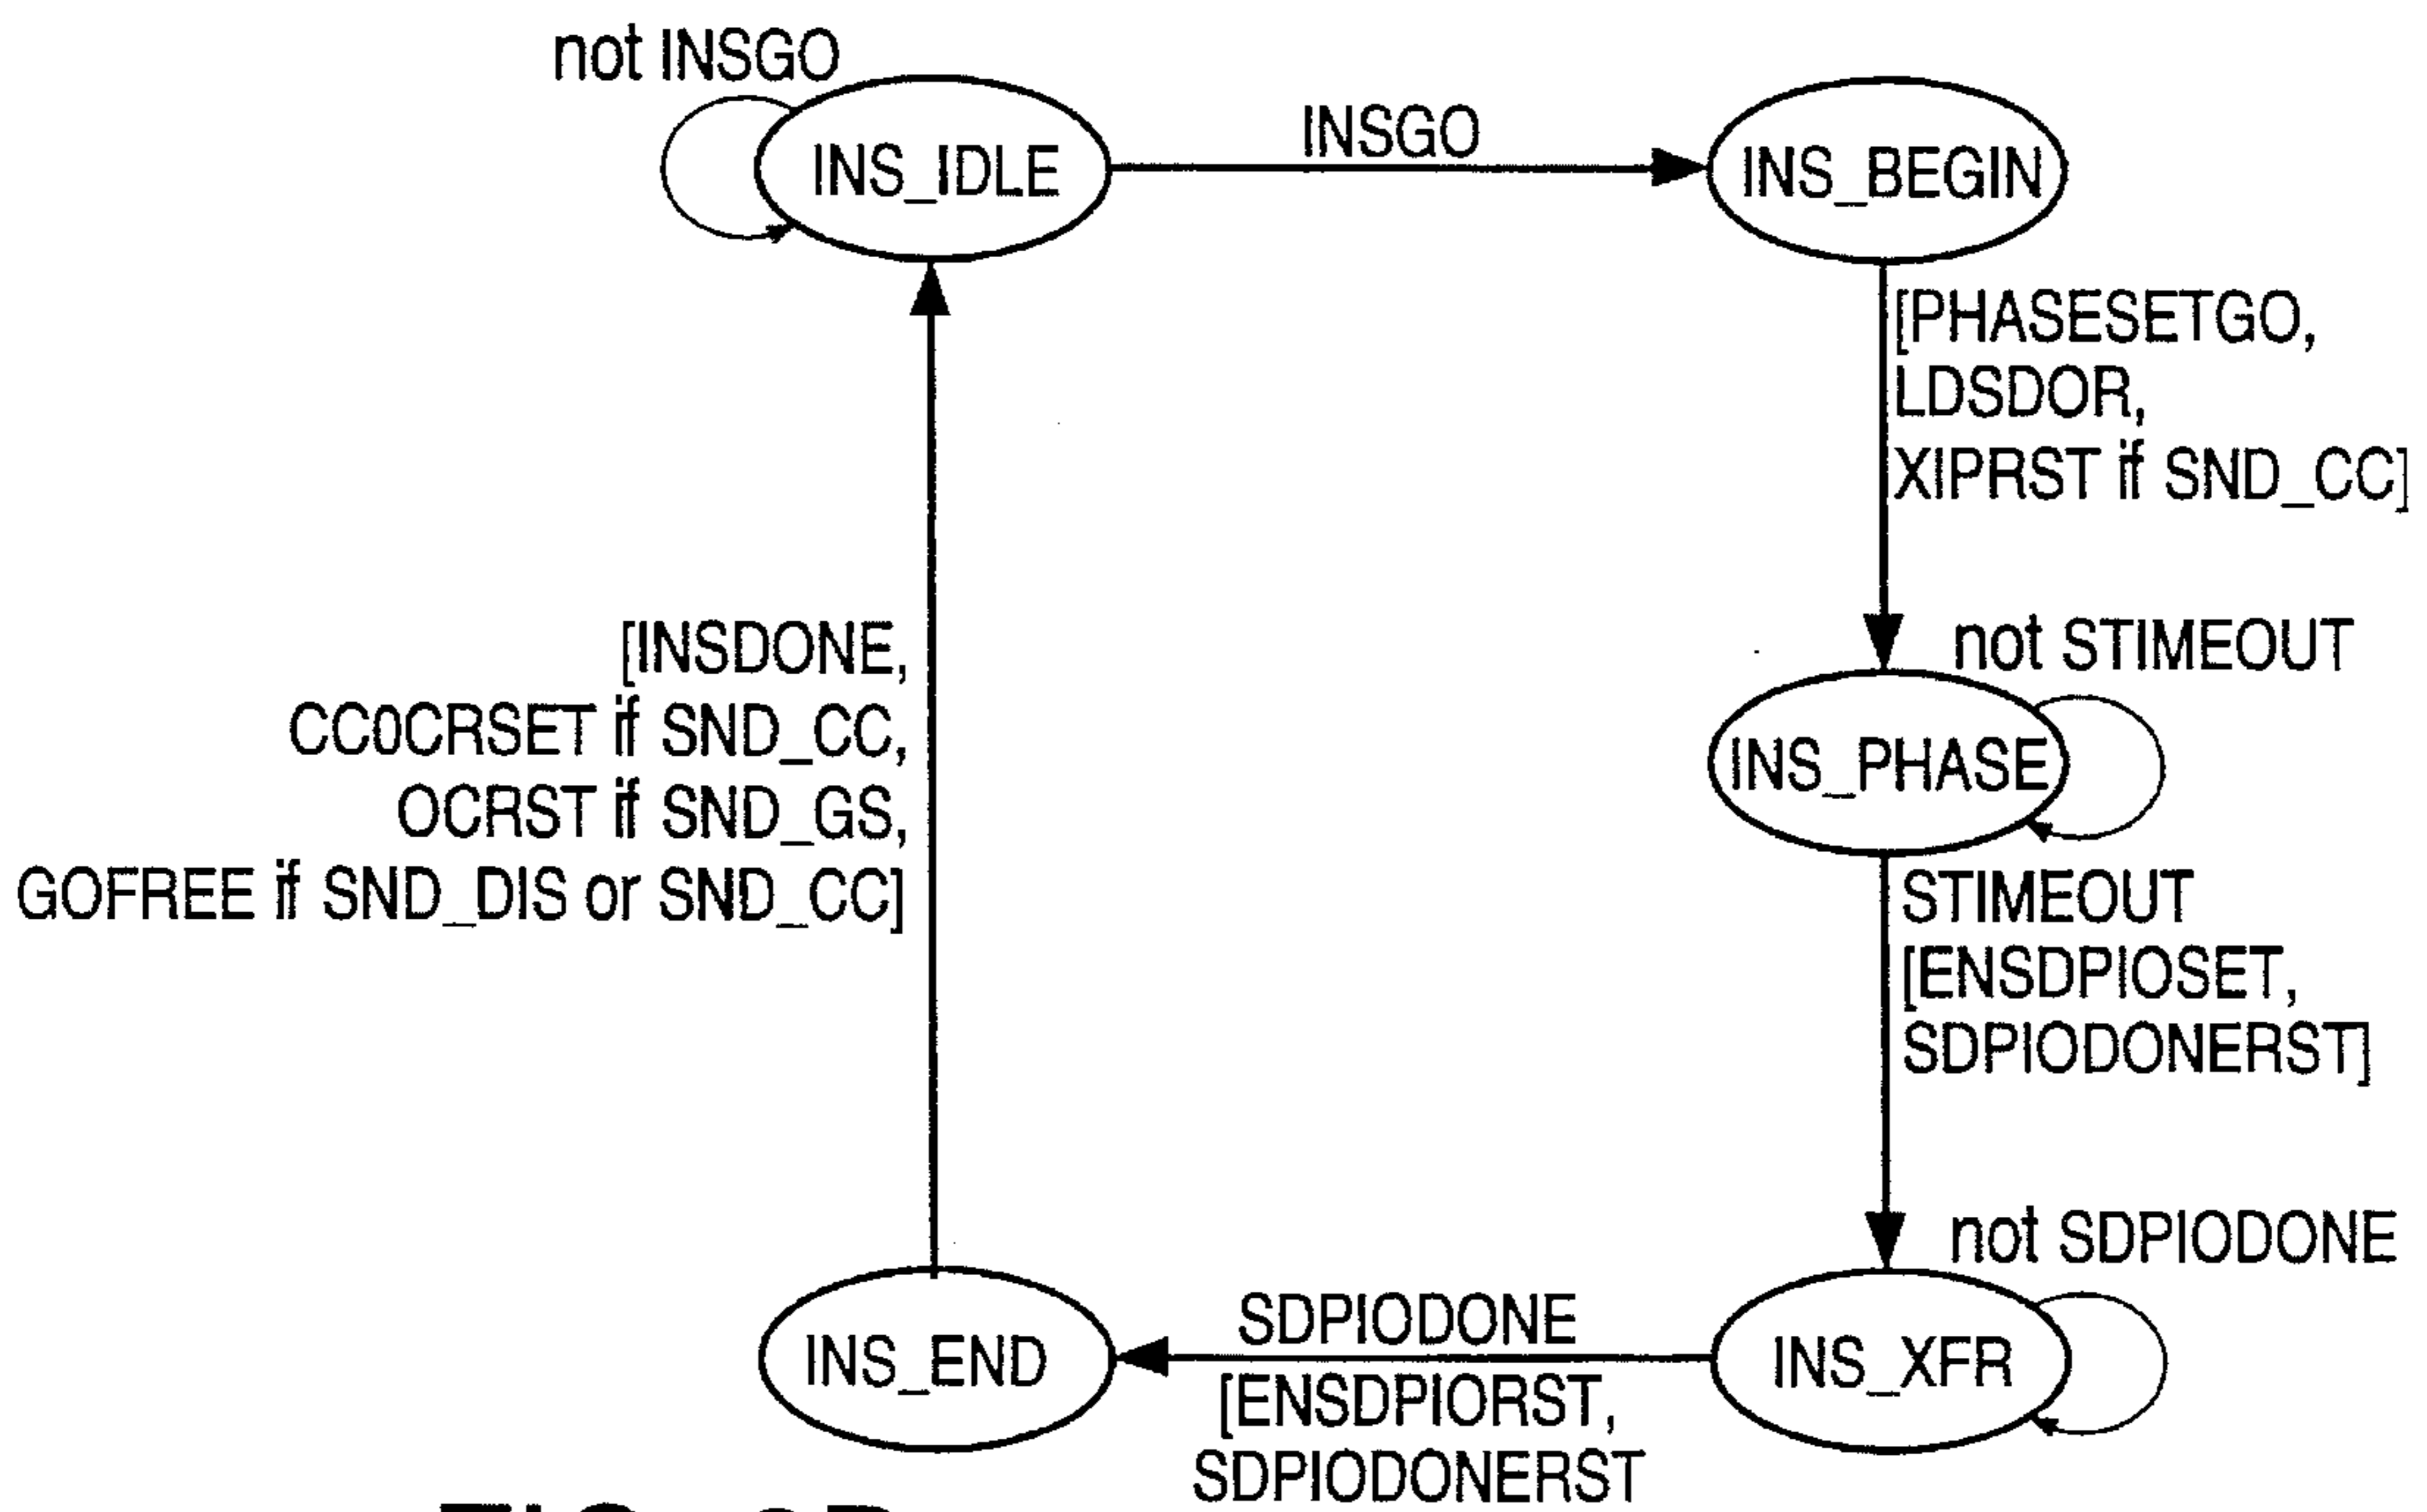 not INSGO
INS_IDLE
INSGO
INS_BEGIN
[PHASESETGO,
LDSDOR,
XIPRST if SND_CC]
not STIMEOUT
INS_PHASE
STIMEOUT
[ENSDPIOSET,
SDPIODONERST]
not SDPIODONE
INS_XFR
SDPIODONE
[ENSDPIORST,
SDPIODONERST
INS_END
[INSDONE,
CC0CRSET if SND_CC,
OCRST if SND_GS,
GOFREE if SND_DIS or SND_CC]